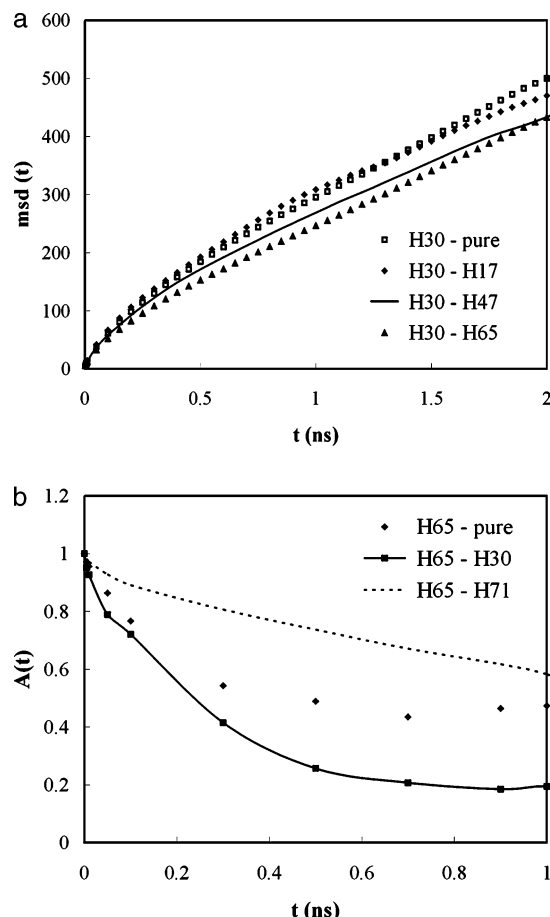 a
600
500
400
300
200
100
0
msd (t)
H30 - pure
H30 - H17
H30 - H47
H30 - H65
0
0.5
1
1.5
2
t (ns)
b
1.2
1
0.8
0.6
0.4
0.2
0
A(t)
H65 - pure
H65 - H30
H65 - H71
0
0.2
0.4
0.6
0.8
1
t (ns)